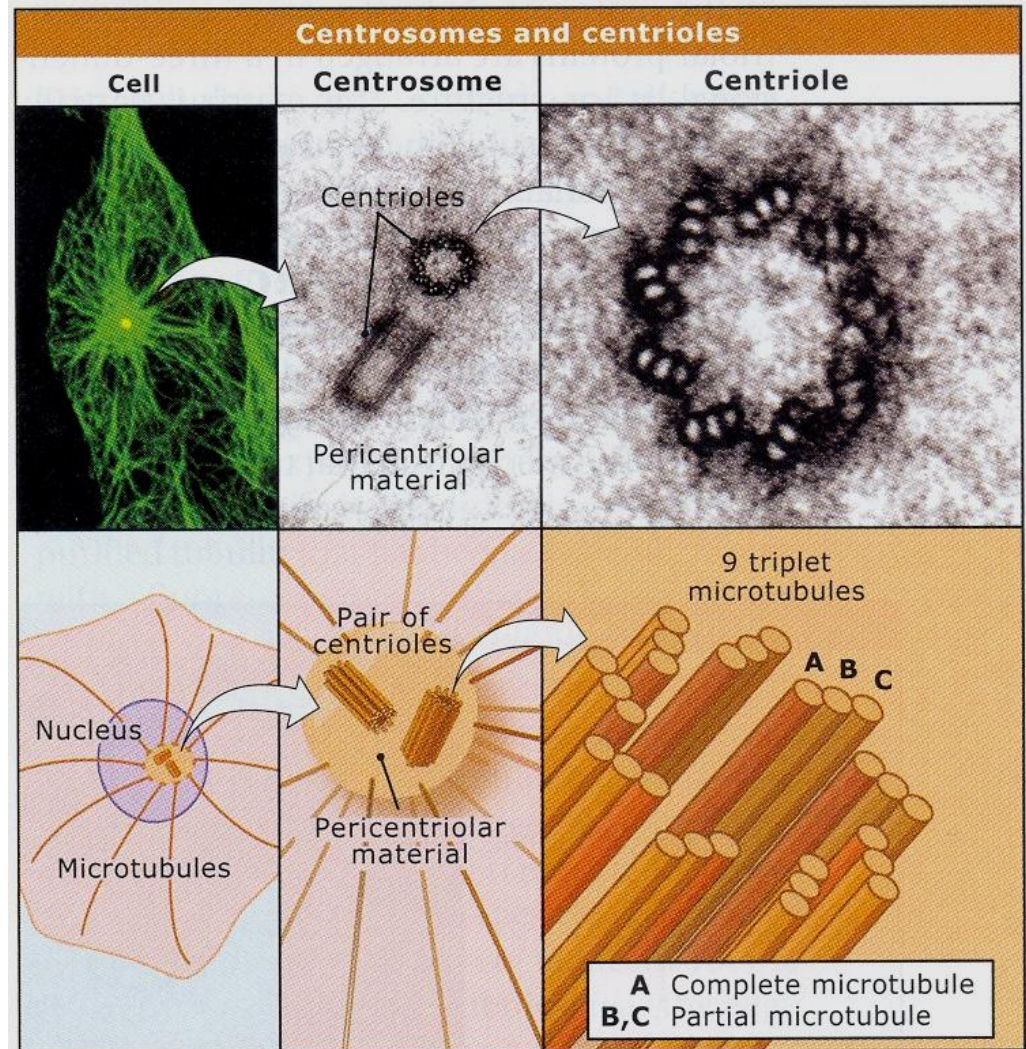 Centrosomes and centrioles
Cell
Centrosome
Centriole
Centrioles
Pericentriolar
material
Nucleus
Microtubules
Pair of
centrioles
Pericentriolar
material
9 triplet
microtubules
A B C
A Complete microtubule
B,C Partial microtubule